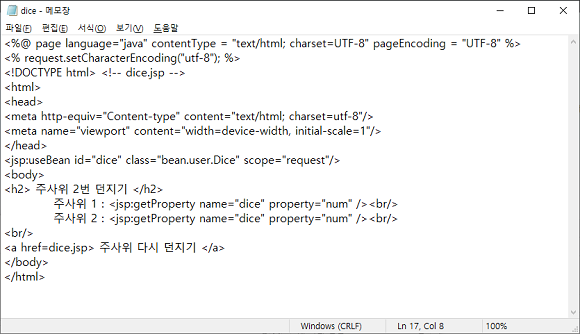 dice - 메모장
파일(F) 편집(E) 서식(O) 보기(V) 도움말
<%@ page language="java" contentType = "text/html; charset=UTF-8" pageEncoding = "UTF-8" %>
<% request.setCharacterEncoding("utf-8"); %>
<!DOCTYPE html> <!-- dice.jsp -->
<html>
<head>
<meta http-equiv="Content-type" content="text/html; charset=utf-8"/>
<meta name="viewport" content="width=device-width, initial-scale=1"/>
</head>
<jsp:useBean id="dice" class="bean.user.Dice" scope="request"/>
<body>
<h2> 주사위 2번 던지기 </h2>
주사위 1 : <jsp:getProperty name="dice" property="num" /><br/>
주사위 2 : <jsp:getProperty name="dice" property="num" /><br/>
<br/>
<a href=dice.jsp> 주사위 다시 던지기 </a>
</body>
</html>
Windows (CRLF) Ln 17, Col 8 100%